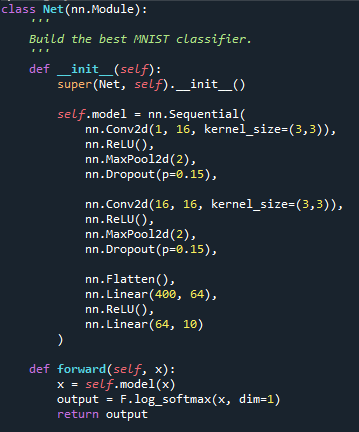 class Net(nn.Module):
    '''
    Build the best MNIST classifier.
    '''
    def __init__(self):
        super(Net, self).__init__()

        self.model = nn.Sequential(
            nn.Conv2d(1, 16, kernel_size=(3,3)),
            nn.ReLU(),
            nn.MaxPool2d(2),
            nn.Dropout(p=0.15),

            nn.Conv2d(16, 16, kernel_size=(3,3)),
            nn.ReLU(),
            nn.MaxPool2d(2),
            nn.Dropout(p=0.15),

            nn.Flatten(),
            nn.Linear(400, 64),
            nn.ReLU(),
            nn.Linear(64, 10)
        )

    def forward(self, x):
        x = self.model(x)
        output = F.log_softmax(x, dim=1)
        return output